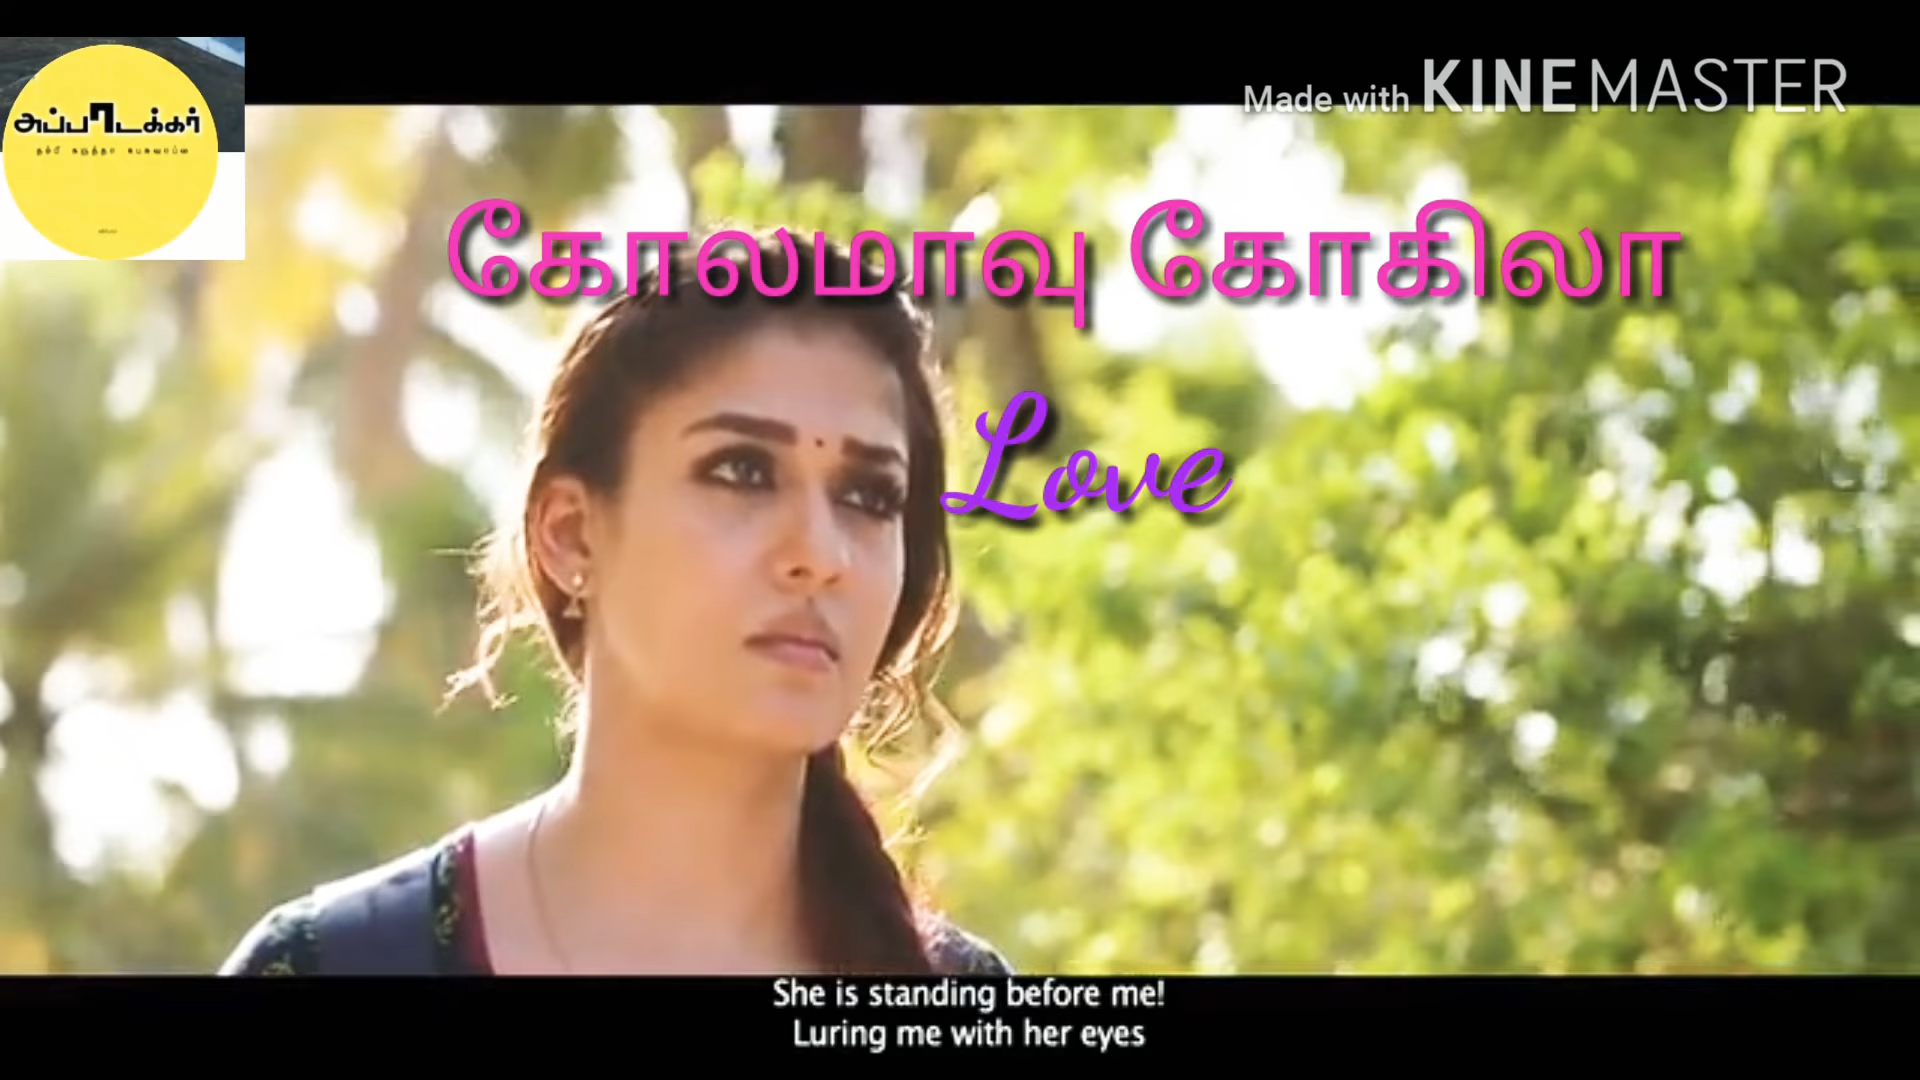 அப்பாடக்கர்
Made with KINEMASTER
கோலமாவு கோகிலா
Love
She is standing before me!
Luring me with her eyes